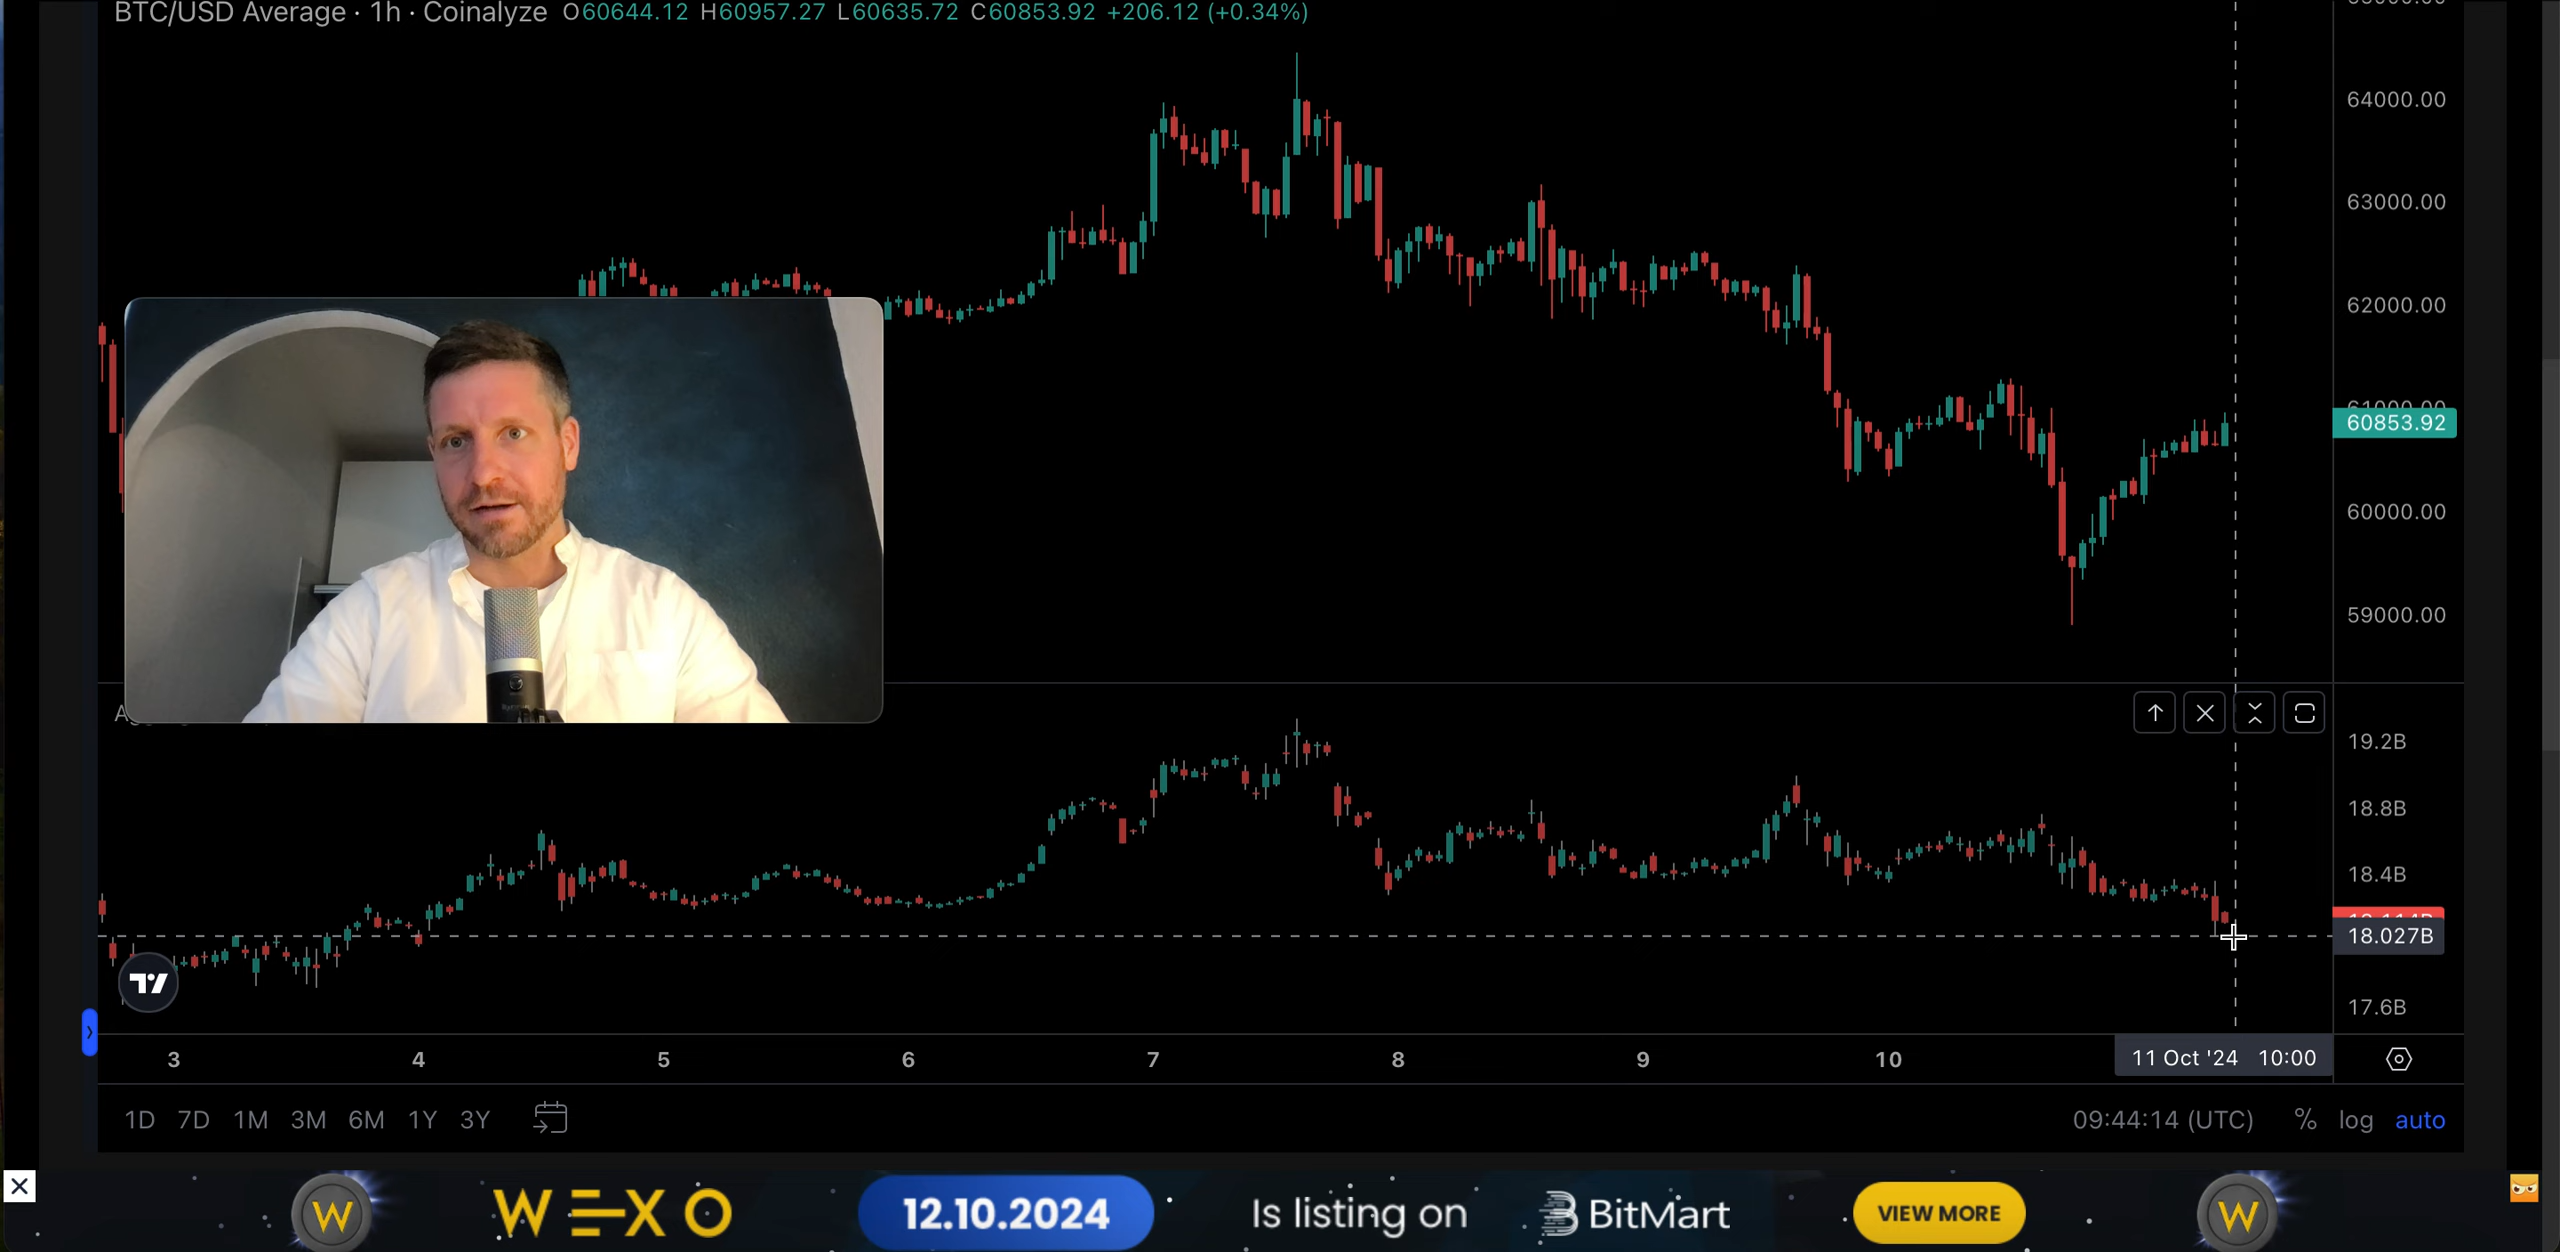 BTC/USD Average · 1h · Coinalyze O60644.12 H60957.27 L60635.72 C60853.92 +206.12 (+0.34%)
64000.00
63000.00
62000.00
61000.00
60853.92
60000.00
59000.00
19.2B
18.8B
18.4B
18.027B
17.6B
3 4 5 6 7 8 9 10 11 Oct '24 10:00
1D 7D 1M 3M 6M 1Y 3Y 09:44:14 (UTC) % log auto
W WEXO 12.10.2024 Is listing on BitMart VIEW MORE W